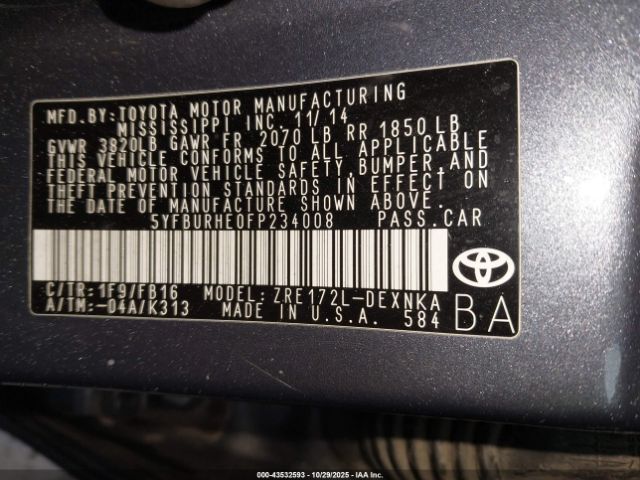 MFD.BY:TOYOTA MOTOR MANUFACTURING
MISSISSIPPI INC. 11/14
GVWR 3820LB GAWR FR 2070 LB RR 1850 LB
THIS VEHICLE CONFORMS TO ALL APPLICABLE
FEDERAL MOTOR VEHICLE SAFETY, BUMPER, AND
THEFT PREVENTION STANDARDS IN EFFECT ON
THE DATE OF MANUFACTURE SHOWN ABOVE.
5YFBURHE0FP234008 PASS.CAR
C/TR:1F9/FB16 MODEL:ZRE172L-DEXNKA
A/TM:-04A/K313 MADE IN U.S.A. 584
BA
000-43532593 - 10/29/2025 - IAA Inc.